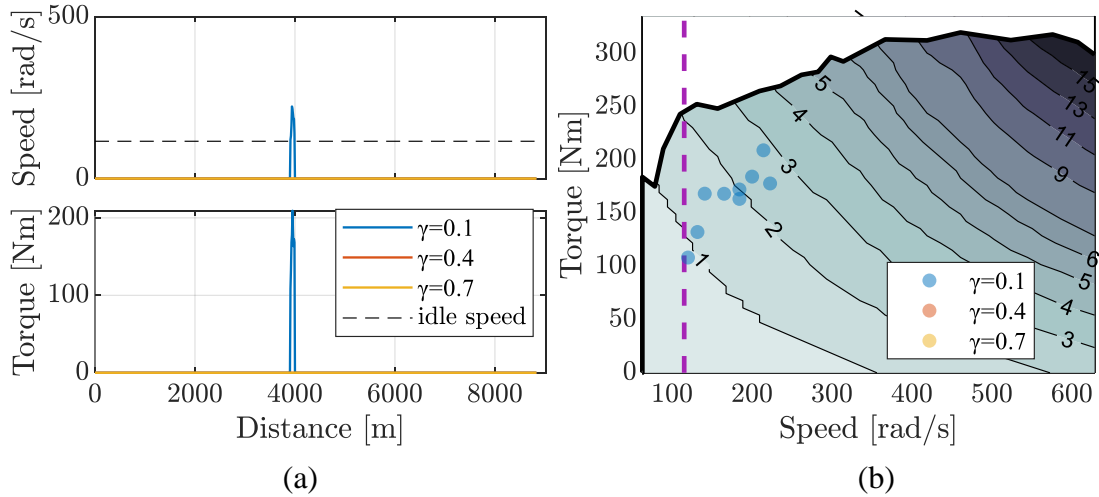 500
0
Speed [rad/s]
200
100
0
Torque [Nm]
γ=0.1
γ=0.4
γ=0.7
idle speed
0 2000 4000 6000 8000
Distance [m]
(a)
300
250
200
150
100
50
0
Torque [Nm]
5
4
3
2
1
15
13
11
9
6
5
4
3
γ=0.1
γ=0.4
γ=0.7
100 200 300 400 500 600
Speed [rad/s]
(b)